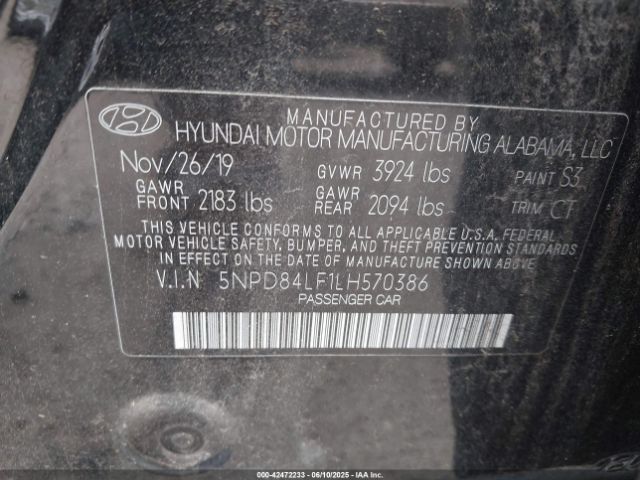 MANUFACTURED BY
HYUNDAI MOTOR MANUFACTURING ALABAMA, LLC
Nov/26/19 GVWR 3924 lbs PAINT S3
GAWR FRONT 2183 lbs GAWR REAR 2094 lbs TRIM CT
THIS VEHICLE CONFORMS TO ALL APPLICABLE U.S.A. FEDERAL
MOTOR VEHICLE SAFETY, BUMPER, AND THEFT PREVENTION STANDARDS
IN EFFECT ON THE DATE OF MANUFACTURE SHOWN ABOVE.
V.I.N 5NPD84LF1LH570386
PASSENGER CAR
000-42472233 - 06/10/2025 - IAA Inc.